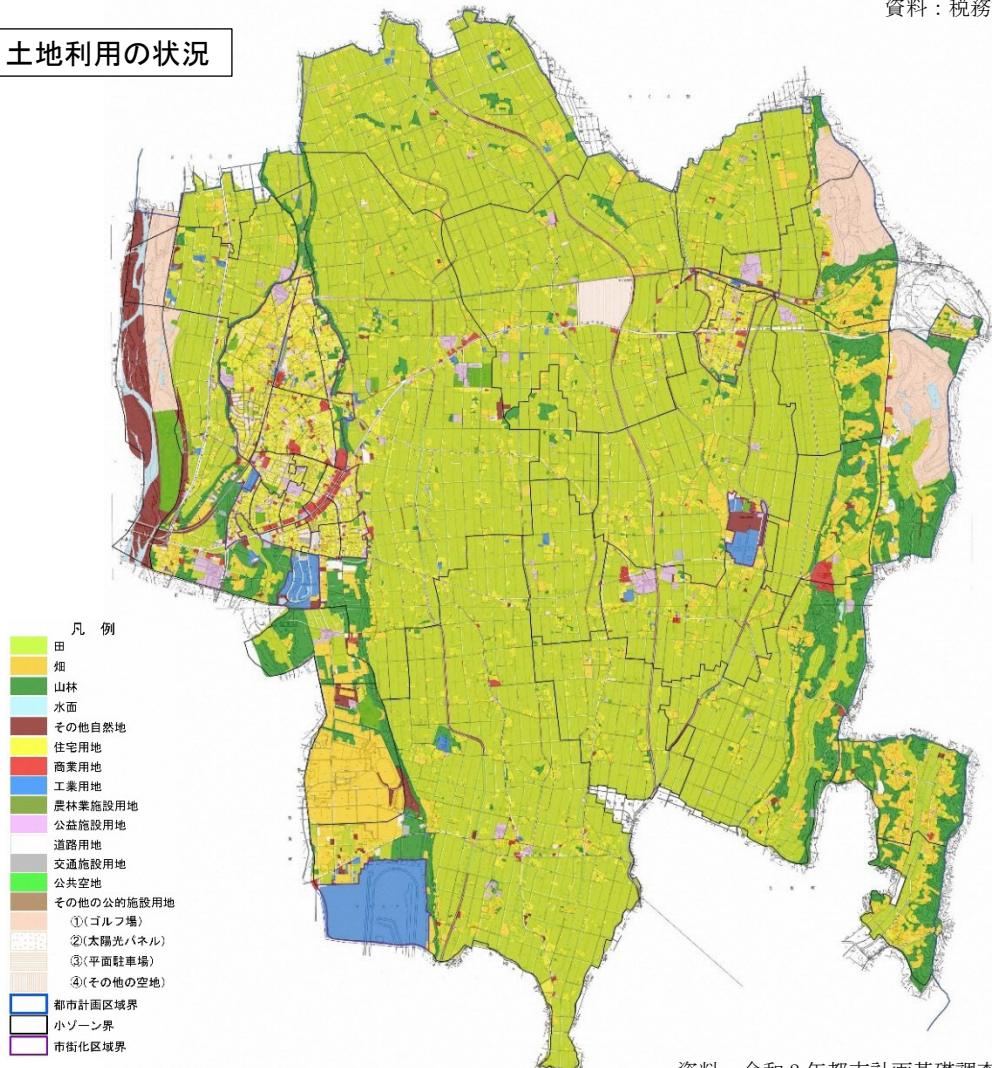 資料：税務
土地利用の状況
凡 例
田
畑
山林
水面
その他自然地
住宅用地
商業用地
工業用地
農林業施設用地
公益施設用地
道路用地
交通施設用地
公共空地
その他の公的施設用地
①(ゴルフ場)
②(太陽光パネル)
③(平面駐車場)
④(その他の空地)
都市計画区域界
小ゾーン界
市街化区域界